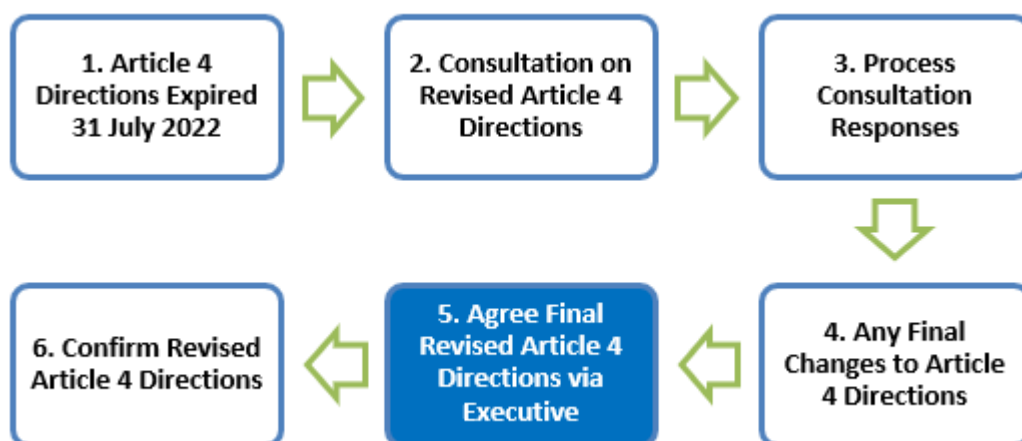 1. Article 4
Directions Expired
31 July 2022
2. Consultation on
Revised Article 4
Directions
3. Process
Consultation
Responses
4. Any Final
Changes to Article
4 Directions
5. Agree Final
Revised Article 4
Directions via
Executive
6. Confirm Revised
Article 4 Directions